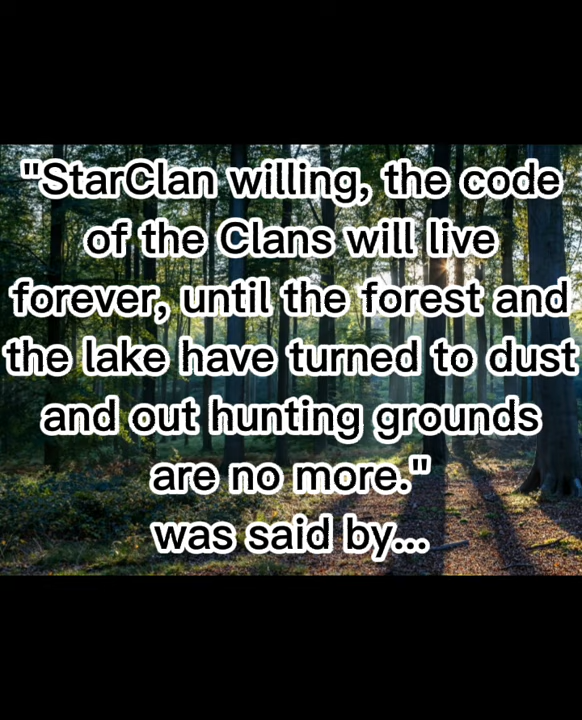 "StarClan willing, the code
of the Clans will live
forever, until the forest and
the lake have turned to dust
and out hunting grounds
are no more."
was said by...